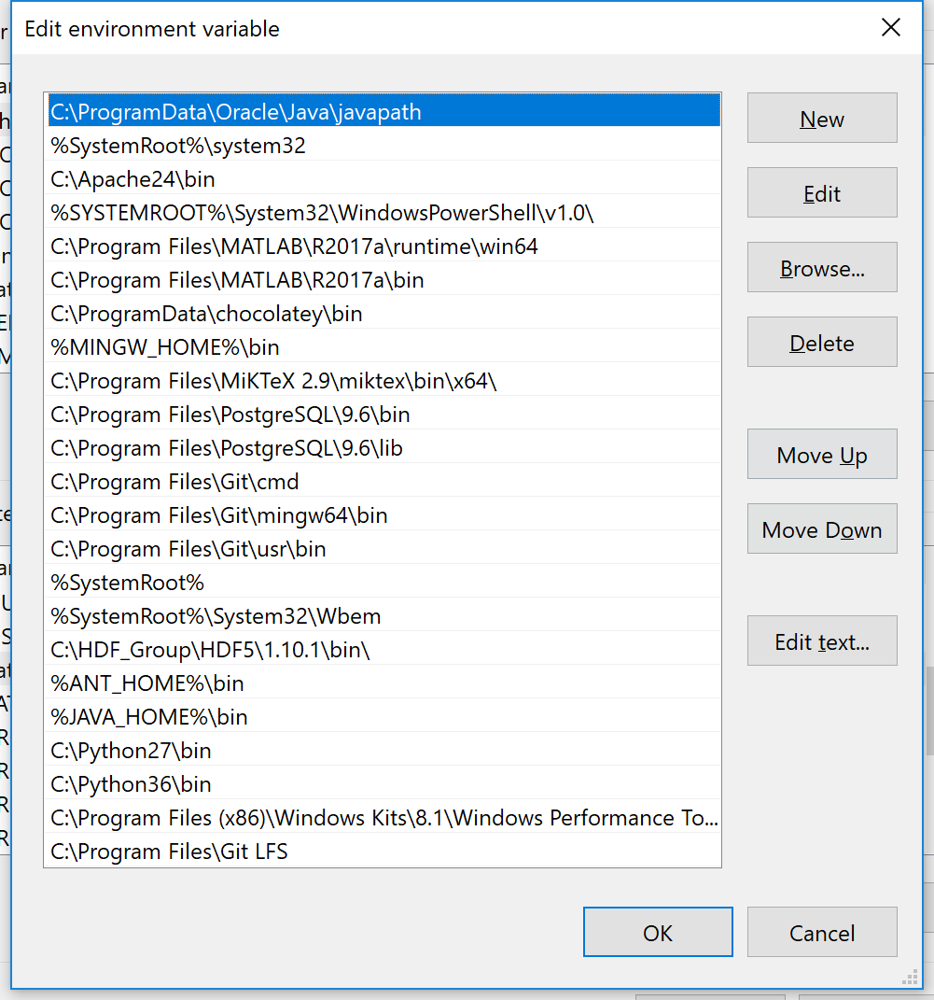 Edit environment variable
C:\ProgramData\Oracle\Java\javapath
%SystemRoot%\system32
C:\Apache24\bin
%SYSTEMROOT%\System32\WindowsPowerShell\v1.0\
C:\Program Files\MATLAB\R2017a\runtime\win64
C:\Program Files\MATLAB\R2017a\bin
C:\ProgramData\chocolatey\bin
%MINGW_HOME%\bin
C:\Program Files\MiKTeX 2.9\miktex\bin\x64\
C:\Program Files\PostgreSQL\9.6\bin
C:\Program Files\PostgreSQL\9.6\lib
C:\Program Files\Git\cmd
C:\Program Files\Git\mingw64\bin
C:\Program Files\Git\usr\bin
%SystemRoot%
%SystemRoot%\System32\Wbem
C:\HDF_Group\HDF5\1.10.1\bin\
%ANT_HOME%\bin
%JAVA_HOME%\bin
C:\Python27\bin
C:\Python36\bin
C:\Program Files (x86)\Windows Kits\8.1\Windows Performance To...
C:\Program Files\Git LFS
New
Edit
Browse...
Delete
Move Up
Move Down
Edit text...
OK
Cancel